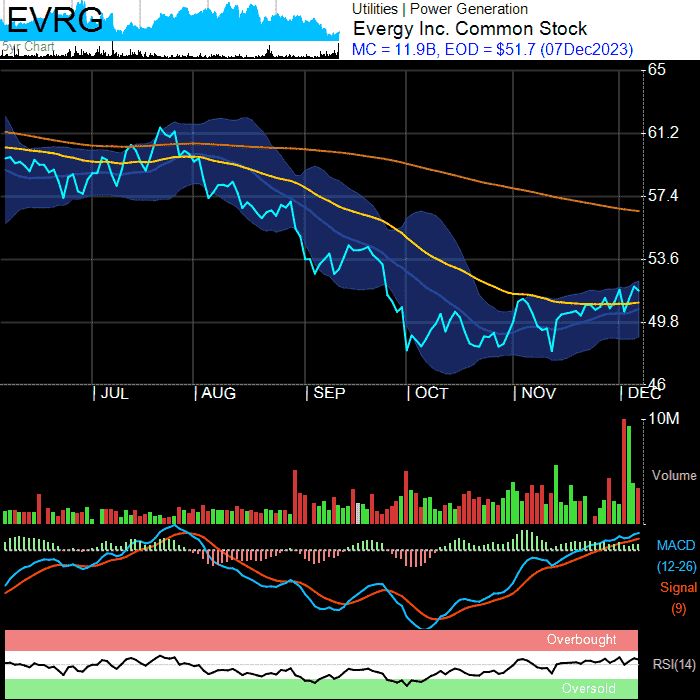 EVRG
5yr Chart
Utilities | Power Generation
Evergy Inc. Common Stock
MC = 11.9B, EOD = $51.7 (07Dec2023)
65
61.2
57.4
53.6
49.8
46
JUL AUG SEP OCT NOV DEC
10M
Volume
MACD
(12-26)
Signal
(9)
Overbought
RSI(14)
Oversold